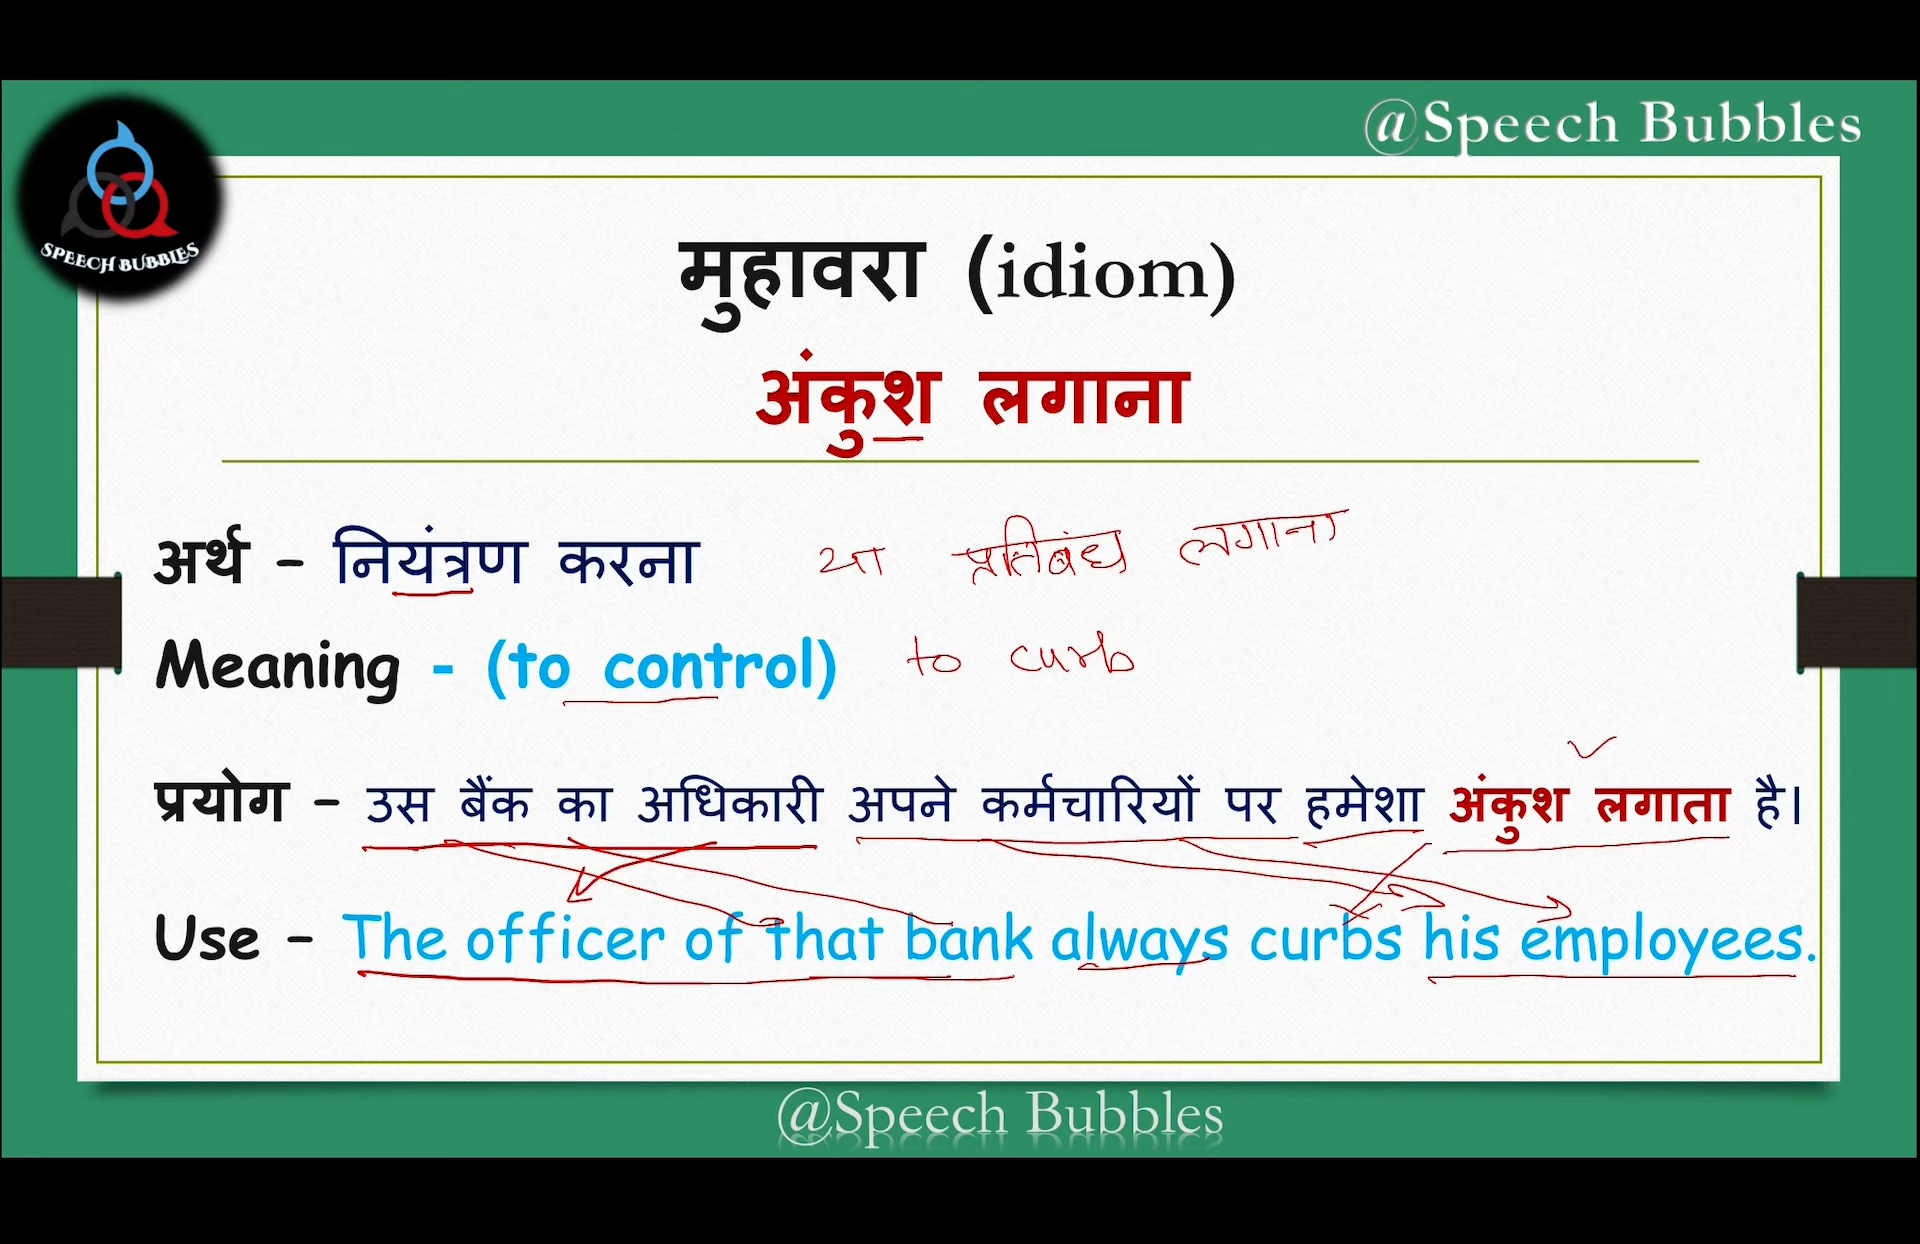 @Speech Bubbles
SPEECH BUBBLES
मुहावरा (idiom)
अंकुश लगाना
अर्थ - नियंत्रण करना या प्रतिबंध लगाना
Meaning - (to control) to curb
प्रयोग - उस बैंक का अधिकारी अपने कर्मचारियों पर हमेशा अंकुश लगाता है।
Use - The officer of that bank always curbs his employees.
@Speech Bubbles